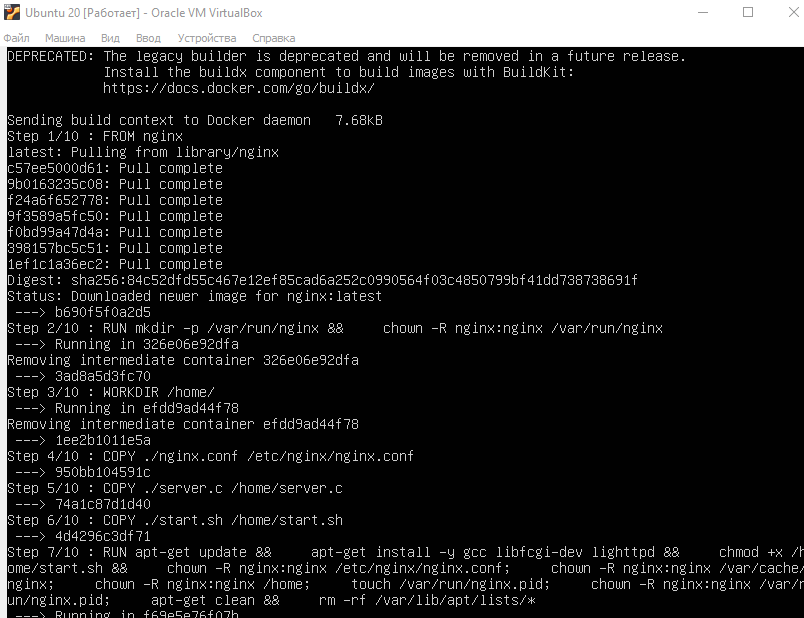 Ubuntu 20 [Работает] - Oracle VM VirtualBox
Файл Машина Вид Ввод Устройства Справка
DEPRECATED: The legacy builder is deprecated and will be removed in a future release.
Install the buildx component to build images with BuildKit:
https://docs.docker.com/go/buildx/
Sending build context to Docker daemon 7.68kB
Step 1/10 : FROM nginx
latest: Pulling from library/nginx
c57ee5000d61: Pull complete
9b0163235c08: Pull complete
f24a6f652778: Pull complete
9f3589a5fc50: Pull complete
f0bd99a47d4a: Pull complete
398157bc5c51: Pull complete
1ef1c1a36ec2: Pull complete
Digest: sha256:84c52dfd55c467e12ef85cad6a252c0990564f03c4850799bf41dd738738691f
Status: Downloaded newer image for nginx:latest
---> b690f5f0a2d5
Step 2/10 : RUN mkdir -p /var/run/nginx && chown -R nginx:nginx /var/run/nginx
---> Running in 326e06e92dfa
Removing intermediate container 326e06e92dfa
---> 3ad8a5d3fc70
Step 3/10 : WORKDIR /home/
---> Running in efdd9ad44f78
Removing intermediate container efdd9ad44f78
---> 1ee2b1011e5a
Step 4/10 : COPY ./nginx.conf /etc/nginx/nginx.conf
---> 950bb104591c
Step 5/10 : COPY ./server.c /home/server.c
---> 74a1c87d1d40
Step 6/10 : COPY ./start.sh /home/start.sh
---> 4d4296c3df71
Step 7/10 : RUN apt-get update && apt-get install -y gcc libfcgi-dev lighttpd && chmod +x /h
ome/start.sh && chown -R nginx:nginx /etc/nginx/nginx.conf; chown -R nginx:nginx /var/cache/
nginx; chown -R nginx:nginx /home; touch /var/run/nginx.pid; chown -R nginx:nginx /var/r
un/nginx.pid; apt-get clean && rm -rf /var/lib/apt/lists/*
---> Running in f69e5e76f07b